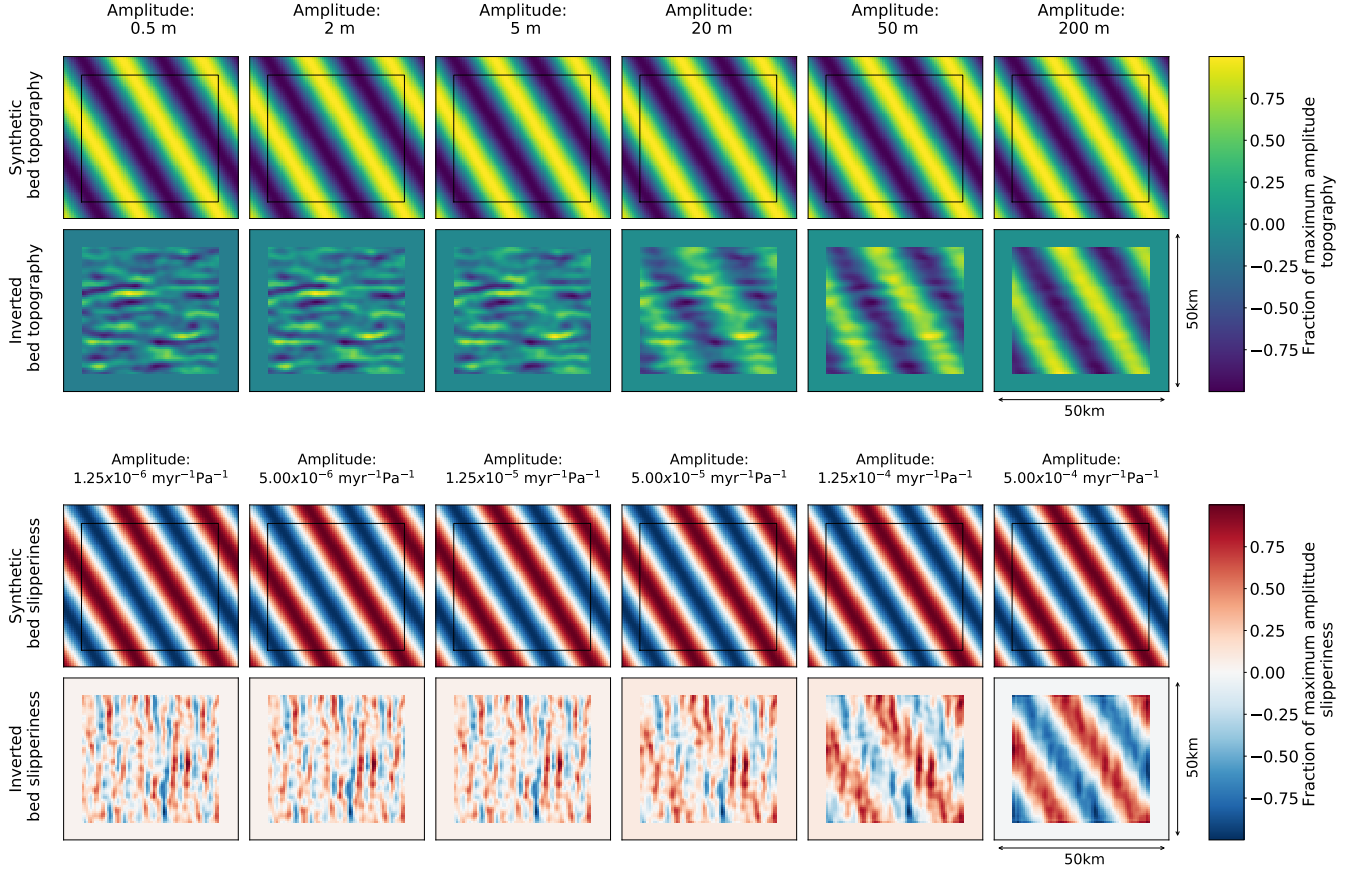 Amplitude: Amplitude: Amplitude: Amplitude: Amplitude: Amplitude:
0.5 m 2 m 5 m 20 m 50 m 200 m
Synthetic
bed topography
Inverted
bed topography
50km
50km
0.75
0.50
0.25
0.00
−0.25
−0.50
−0.75
Fraction of maximum amplitude
topography
Amplitude: Amplitude: Amplitude: Amplitude: Amplitude: Amplitude:
1.25x10⁻⁶ myr⁻¹Pa⁻¹ 5.00x10⁻⁶ myr⁻¹Pa⁻¹ 1.25x10⁻⁵ myr⁻¹Pa⁻¹ 5.00x10⁻⁵ myr⁻¹Pa⁻¹ 1.25x10⁻⁴ myr⁻¹Pa⁻¹ 5.00x10⁻⁴ myr⁻¹Pa⁻¹
Synthetic
bed slipperiness
Inverted
bed slipperiness
50km
50km
0.75
0.50
0.25
0.00
−0.25
−0.50
−0.75
Fraction of maximum amplitude
slipperiness